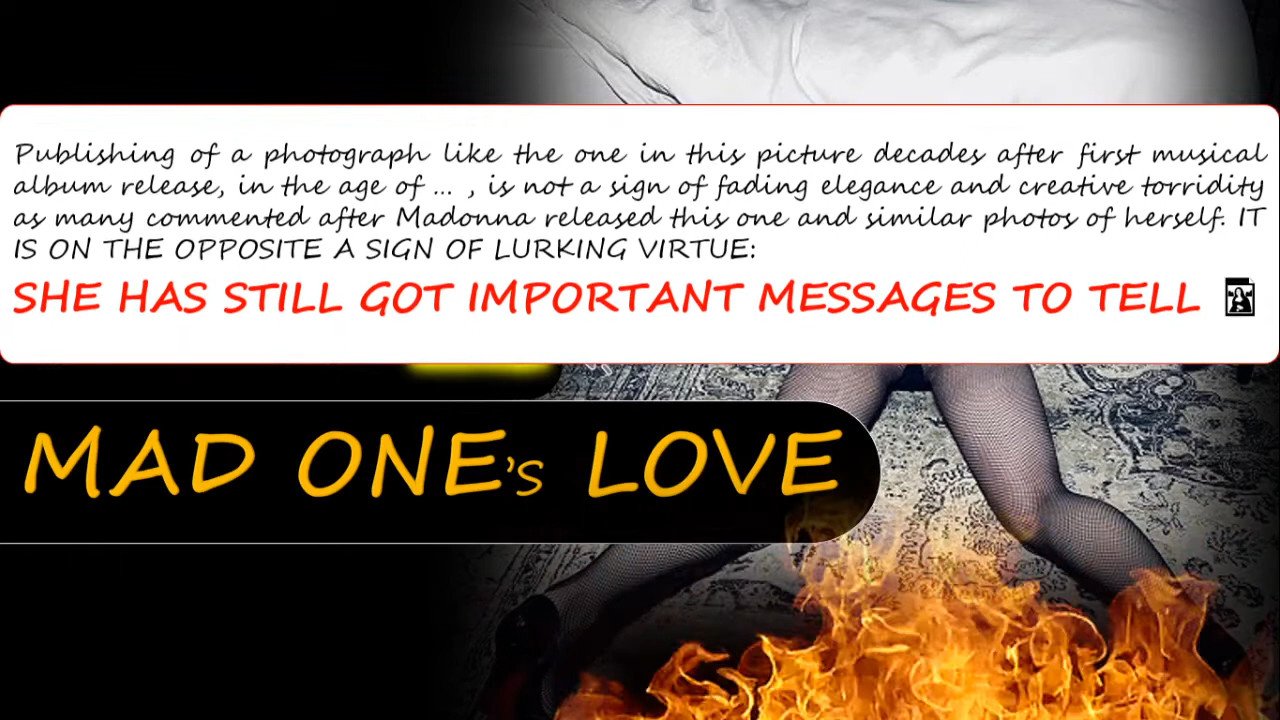 Publishing of a photograph like the one in this picture decades after first musical
album release, in the age of ... , is not a sign of fading elegance and creative torridity
as many commented after Madonna released this one and similar photos of herself. IT
IS ON THE OPPOSITE A SIGN OF LURKING VIRTUE:
SHE HAS STILL GOT IMPORTANT MESSAGES TO TELL
MAD ONE's LOVE